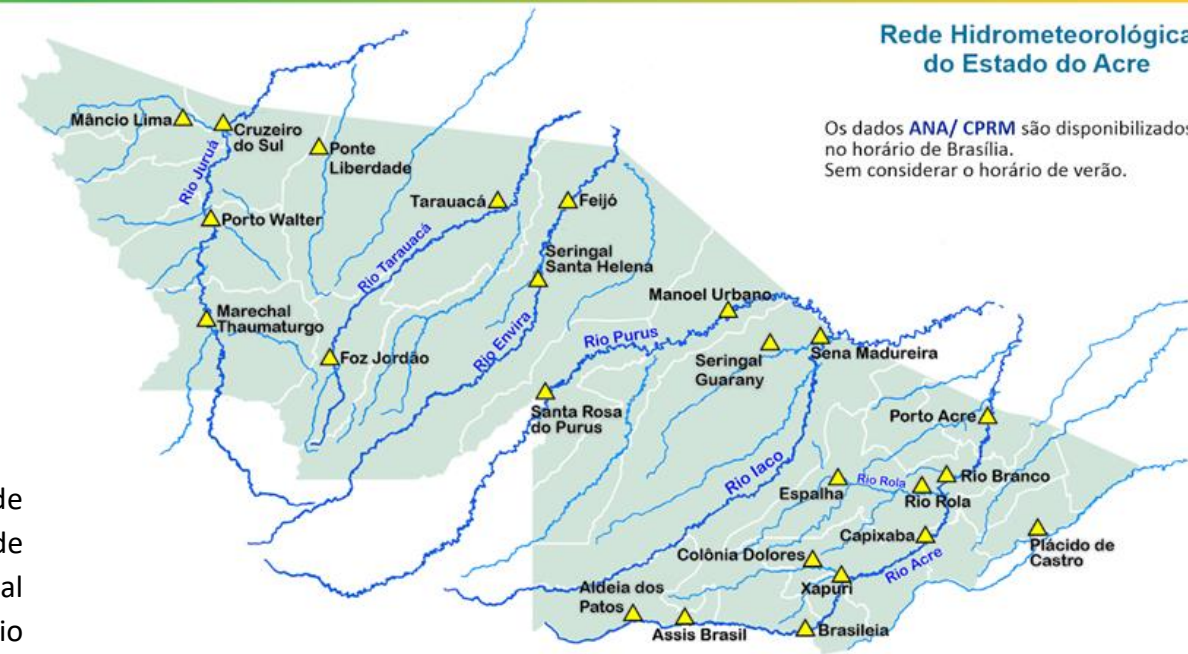 Rede Hidrometeorológica
do Estado do Acre
Os dados ANA/ CPRM são disponibilizados
no horário de Brasília.
Sem considerar o horário de verão.
Mâncio Lima
Cruzeiro
do Sul
Ponte
Liberdade
Rio Juruá
Porto Walter
Tarauacá
Feijó
Rio Tarauacá
Seringal
Santa Helena
Marechal
Thaumaturgo
Foz Jordão
Rio Envira
Manoel Urbano
Rio Purus
Seringal
Guarany
Sena Madureira
Santa Rosa
do Purus
Porto Acre
Rio Iaco
Espalha
Rio Rola
Rio Rola
Rio Branco
Capixaba
Plácido de
Castro
Colônia Dolores
Rio Acre
Xapuri
Aldeia dos
Patos
Assis Brasil
Brasileia
de
de
al
io